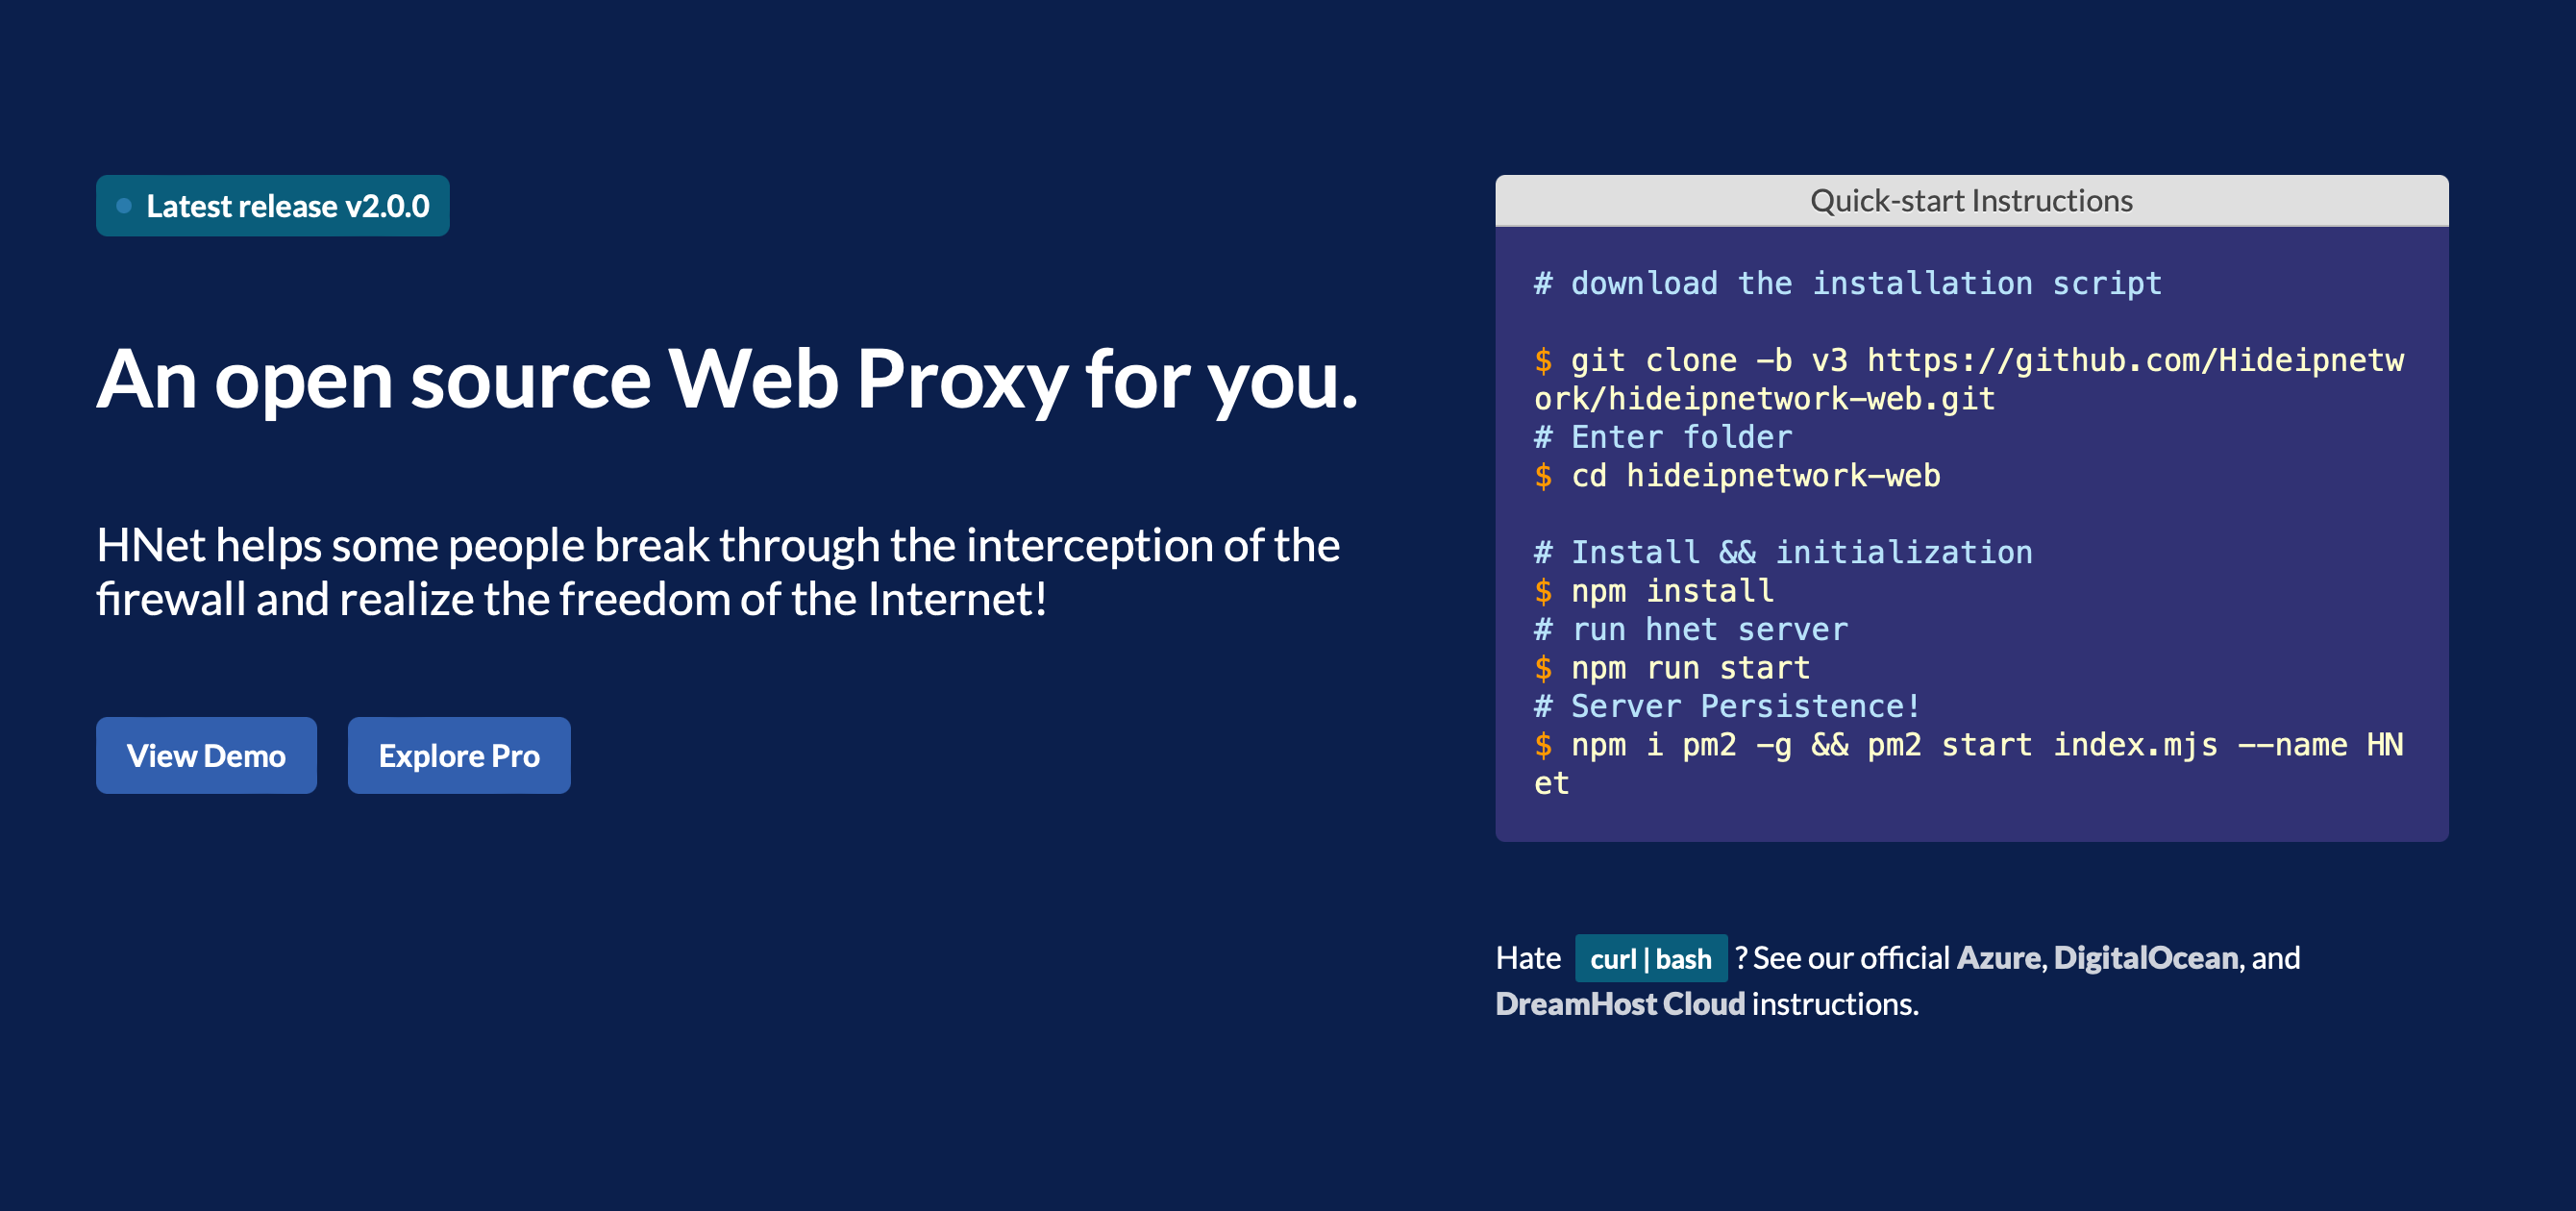 Latest release v2.0.0
An open source Web Proxy for you.
HNet helps some people break through the interception of the
firewall and realize the freedom of the Internet!
View Demo
Explore Pro
Quick-start Instructions
# download the installation script
$ git clone -b v3 https://github.com/Hideipnetw
ork/hideipnetwork-web.git
# Enter folder
$ cd hideipnetwork-web
# Install && initialization
$ npm install
# run hnet server
$ npm run start
# Server Persistence!
$ npm i pm2 -g && pm2 start index.mjs --name HN
et
Hate curl | bash ? See our official Azure, DigitalOcean, and
DreamHost Cloud instructions.